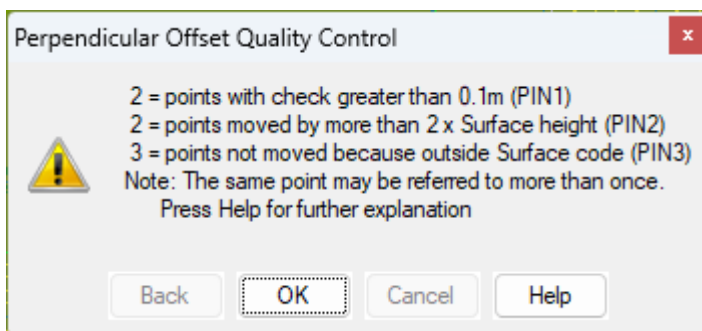 Perpendicular Offset Quality Control
x
2 = points with check greater than 0.1m (PIN1)
2 = points moved by more than 2 x Surface height (PIN2)
3 = points not moved because outside Surface code (PIN3)
Note: The same point may be referred to more than once.
Press Help for further explanation
Back OK Cancel Help